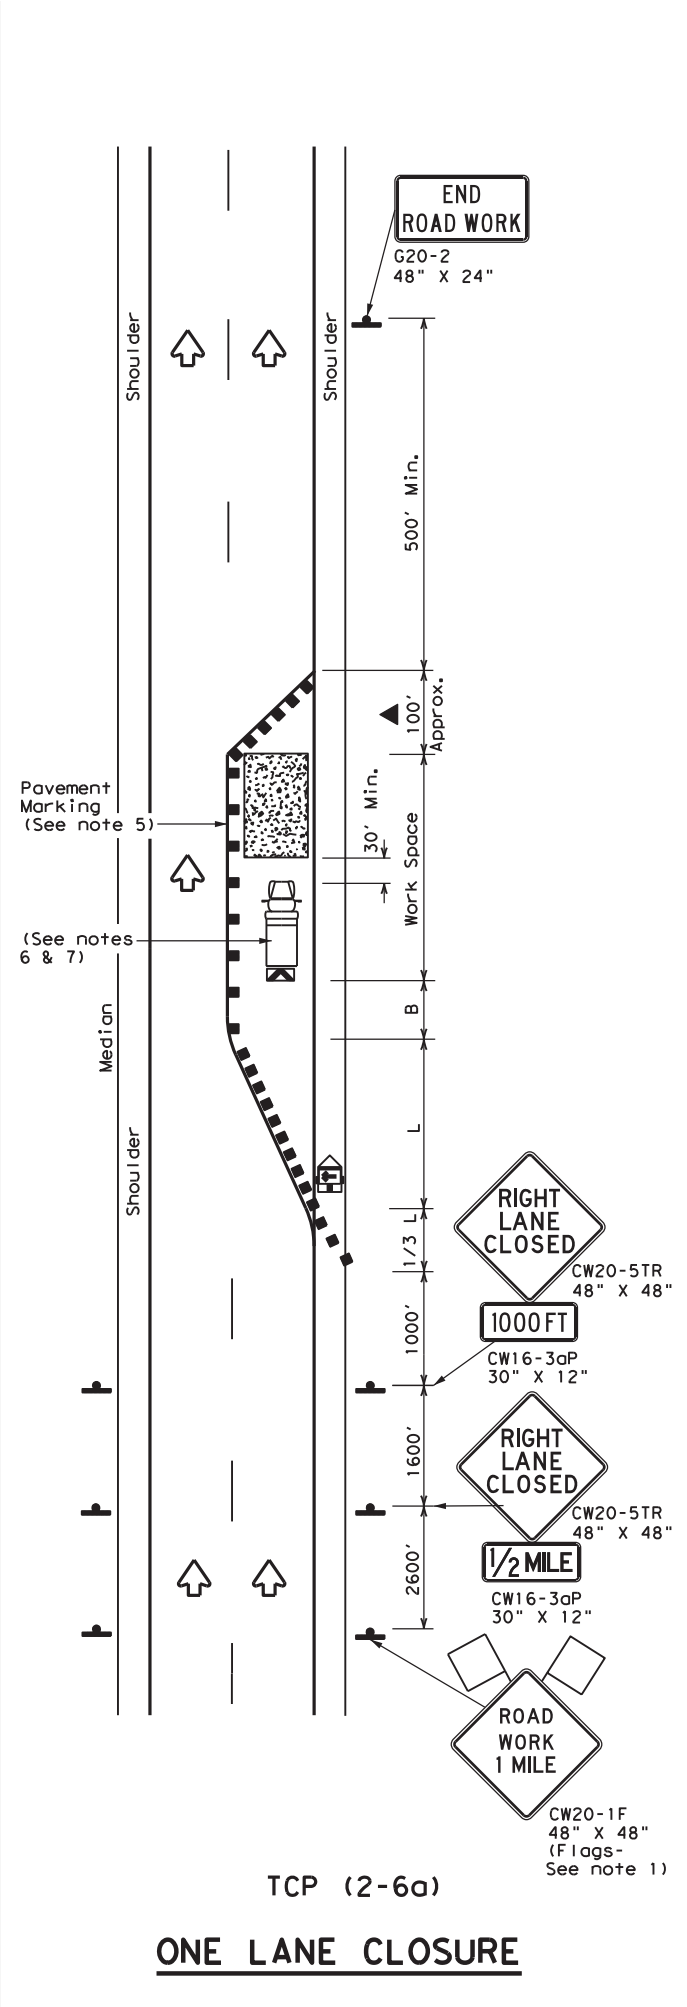 END
ROAD WORK
G20-2
48" X 24"
Shoulder
Shoulder
500' Min.
100'
Approx.
30' Min.
Work Space
Pavement
Marking
(See note 5)
(See notes
6 & 7)
B
Median
Shoulder
L
1/3 L
RIGHT
LANE
CLOSED
CW20-5TR
48" X 48"
1000 FT
CW16-3aP
30" X 12"
1000'
RIGHT
LANE
CLOSED
CW20-5TR
48" X 48"
1/2 MILE
CW16-3aP
30" X 12"
1600'
2600'
ROAD
WORK
1 MILE
CW20-1F
48" X 48"
(Flags-
See note 1)
TCP (2-6a)
ONE LANE CLOSURE